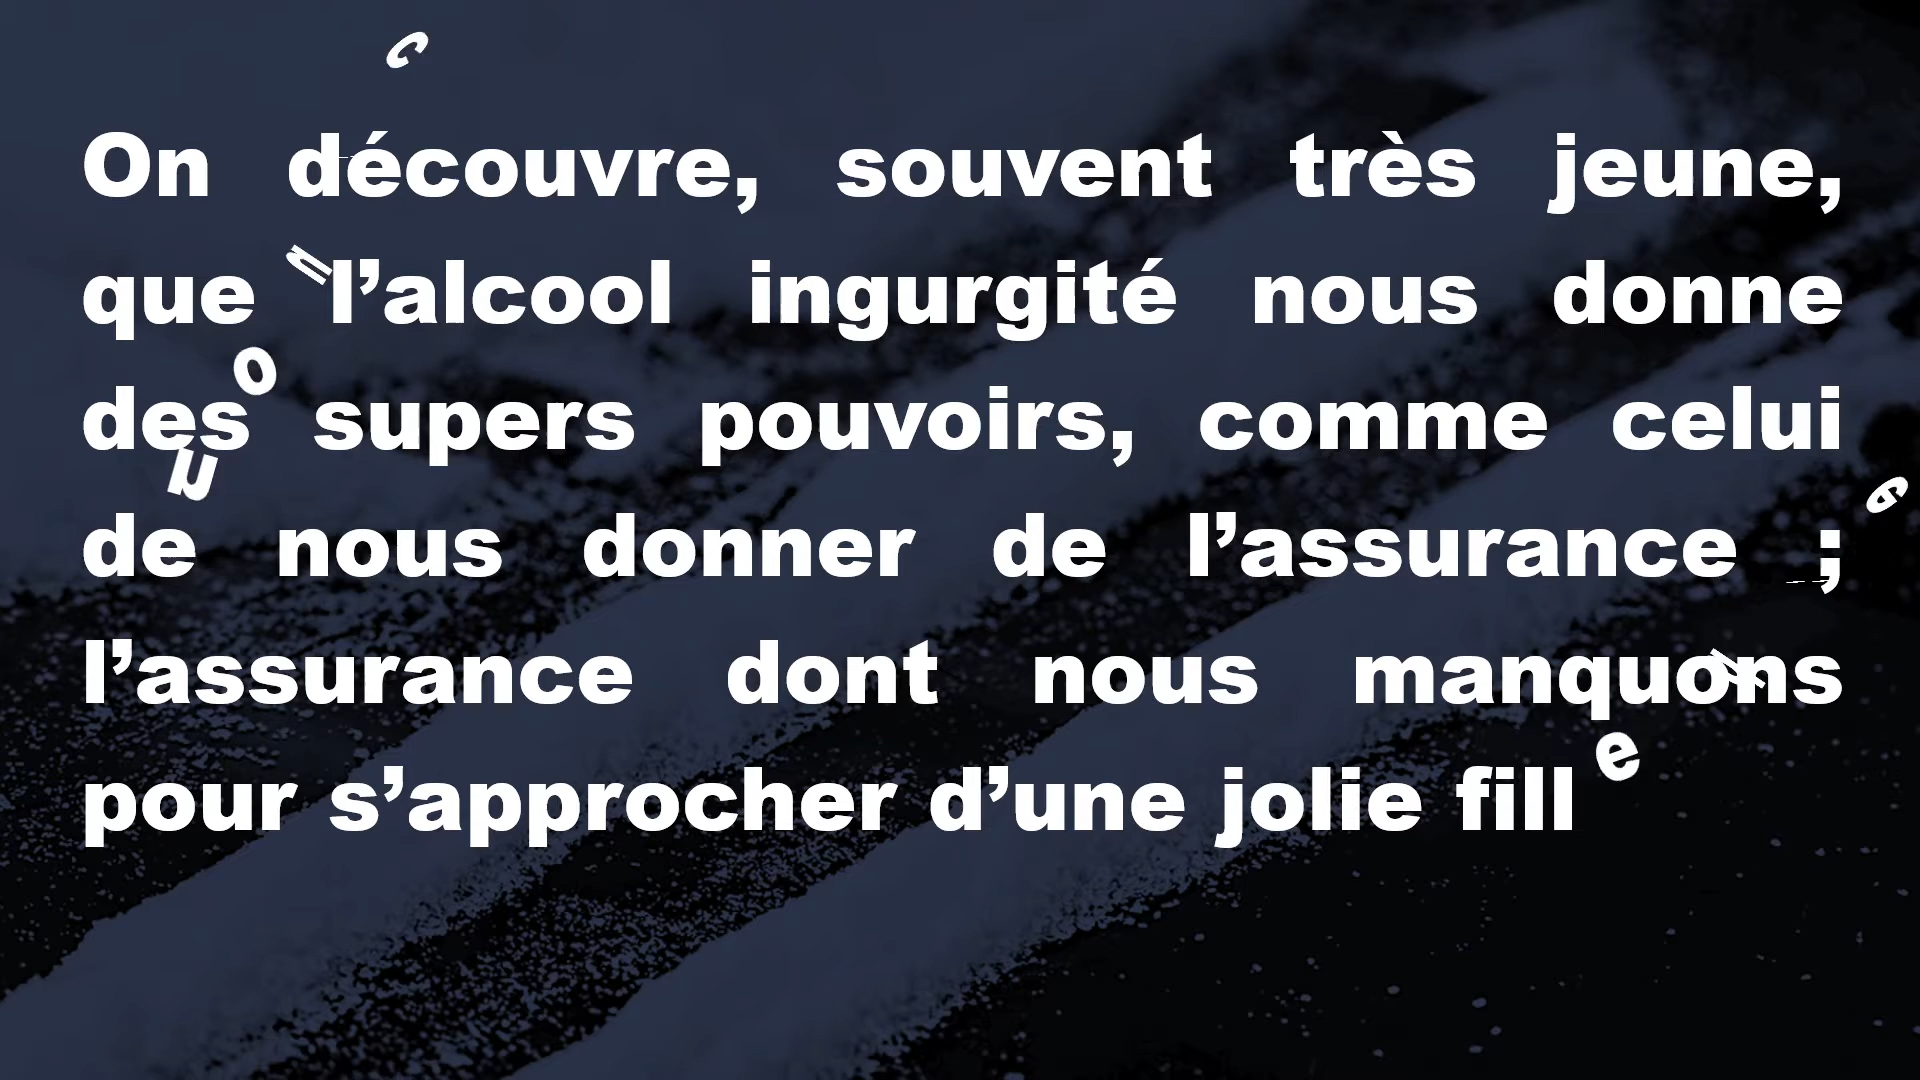 On découvre, souvent très jeune,
que l’alcool ingurgité nous donne
des supers pouvoirs, comme celui
de nous donner de l’assurance ;
l’assurance dont nous manquons
pour s’approcher d’une jolie fille